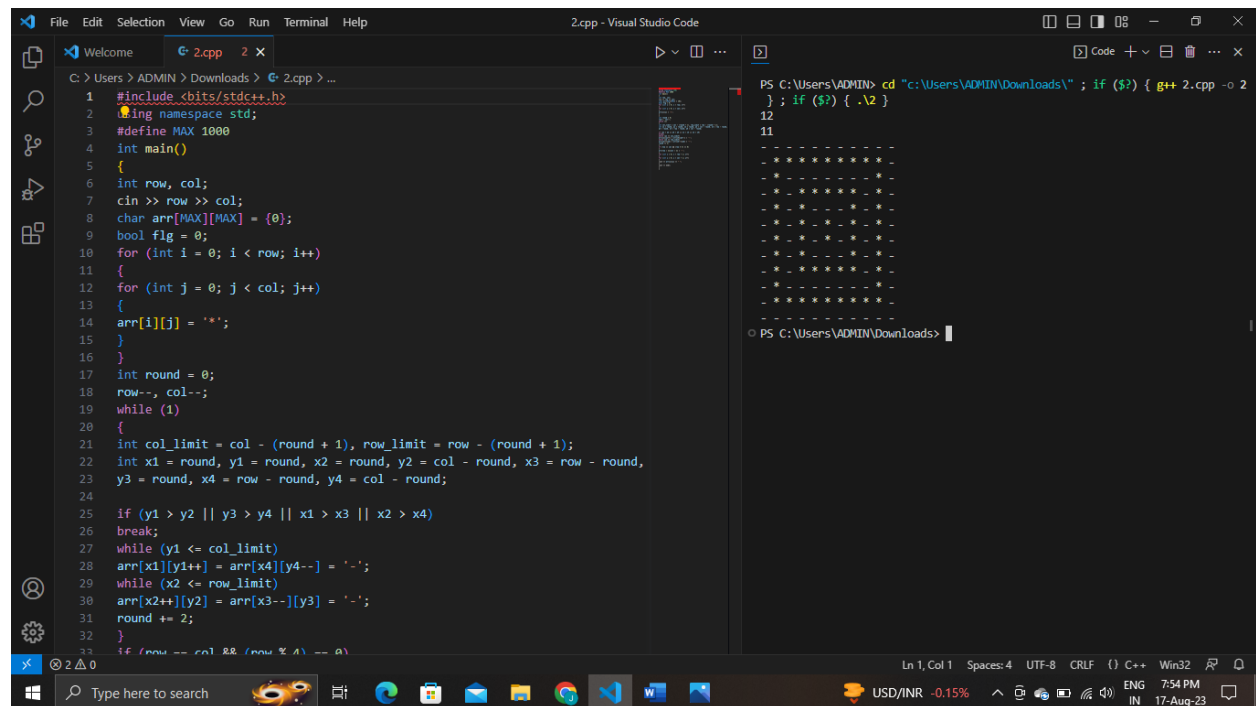 File Edit Selection View Go Run Terminal Help
2.cpp - Visual Studio Code
Welcome
2.cpp 2
Code
C: > Users > ADMIN > Downloads > 2.cpp > ...
1 #include <bits/stdc++.h>
2 using namespace std;
3 #define MAX 1000
4 int main()
5 {
6 int row, col;
7 cin >> row >> col;
8 char arr[MAX][MAX] = {0};
9 bool flg = 0;
10 for (int i = 0; i < row; i++)
11 {
12 for (int j = 0; j < col; j++)
13 {
14 arr[i][j] = '*';
15 }
16 }
17 int round = 0;
18 row--, col--;
19 while (1)
20 {
21 int col_limit = col - (round + 1), row_limit = row - (round + 1);
22 int x1 = round, y1 = round, x2 = round, y2 = col - round, x3 = row - round,
23 y3 = round, x4 = row - round, y4 = col - round;
24
25 if (y1 > y2 || y3 > y4 || x1 > x3 || x2 > x4)
26 break;
27 while (y1 <= col_limit)
28 arr[x1][y1++] = arr[x4][y4--] = '-';
29 while (x2 <= row_limit)
30 arr[x2++][y2] = arr[x3--][y3] = '-';
31 round += 2;
32 }
33 if (row == col && (row % 4) == 0)
PS C:\Users\ADMIN> cd "c:\Users\ADMIN\Downloads\" ; if ($?) { g++ 2.cpp -o 2
} ; if ($?) { .\2 }
12
11
- - - - - - - - - - -
- * * * * * * * * * -
- * - - - - - - - * -
- * - * * * * * - * -
- * - * - - - * - * -
- * - * - * - * - * -
- * - * - * - * - * -
- * - * - - - * - * -
- * - * * * * * - * -
- * - - - - - - - * -
- * * * * * * * * * -
- - - - - - - - - - -
PS C:\Users\ADMIN\Downloads>
2 0
Ln 1, Col 1 Spaces: 4 UTF-8 CRLF {} C++ Win32
Type here to search
USD/INR -0.15%
ENG
IN
7:54 PM
17-Aug-23